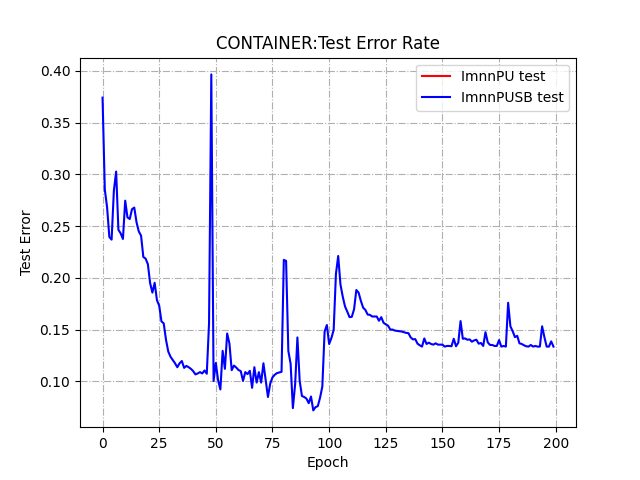 CONTAINER:Test Error Rate
ImnnPU test
ImnnPUSB test
0.40
0.35
0.30
0.25
0.20
0.15
0.10
Test Error
0 25 50 75 100 125 150 175 200
Epoch